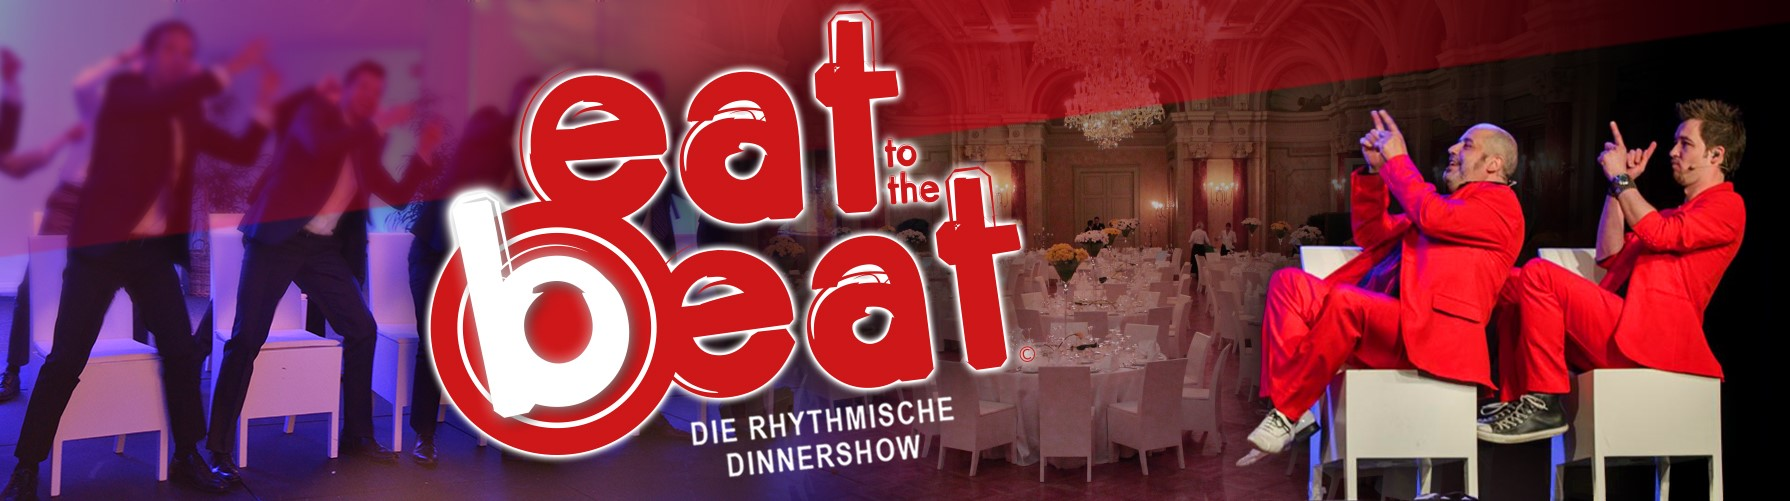 eat
to
the
beat
©
DIE RHYTHMISCHE
DINNERSHOW